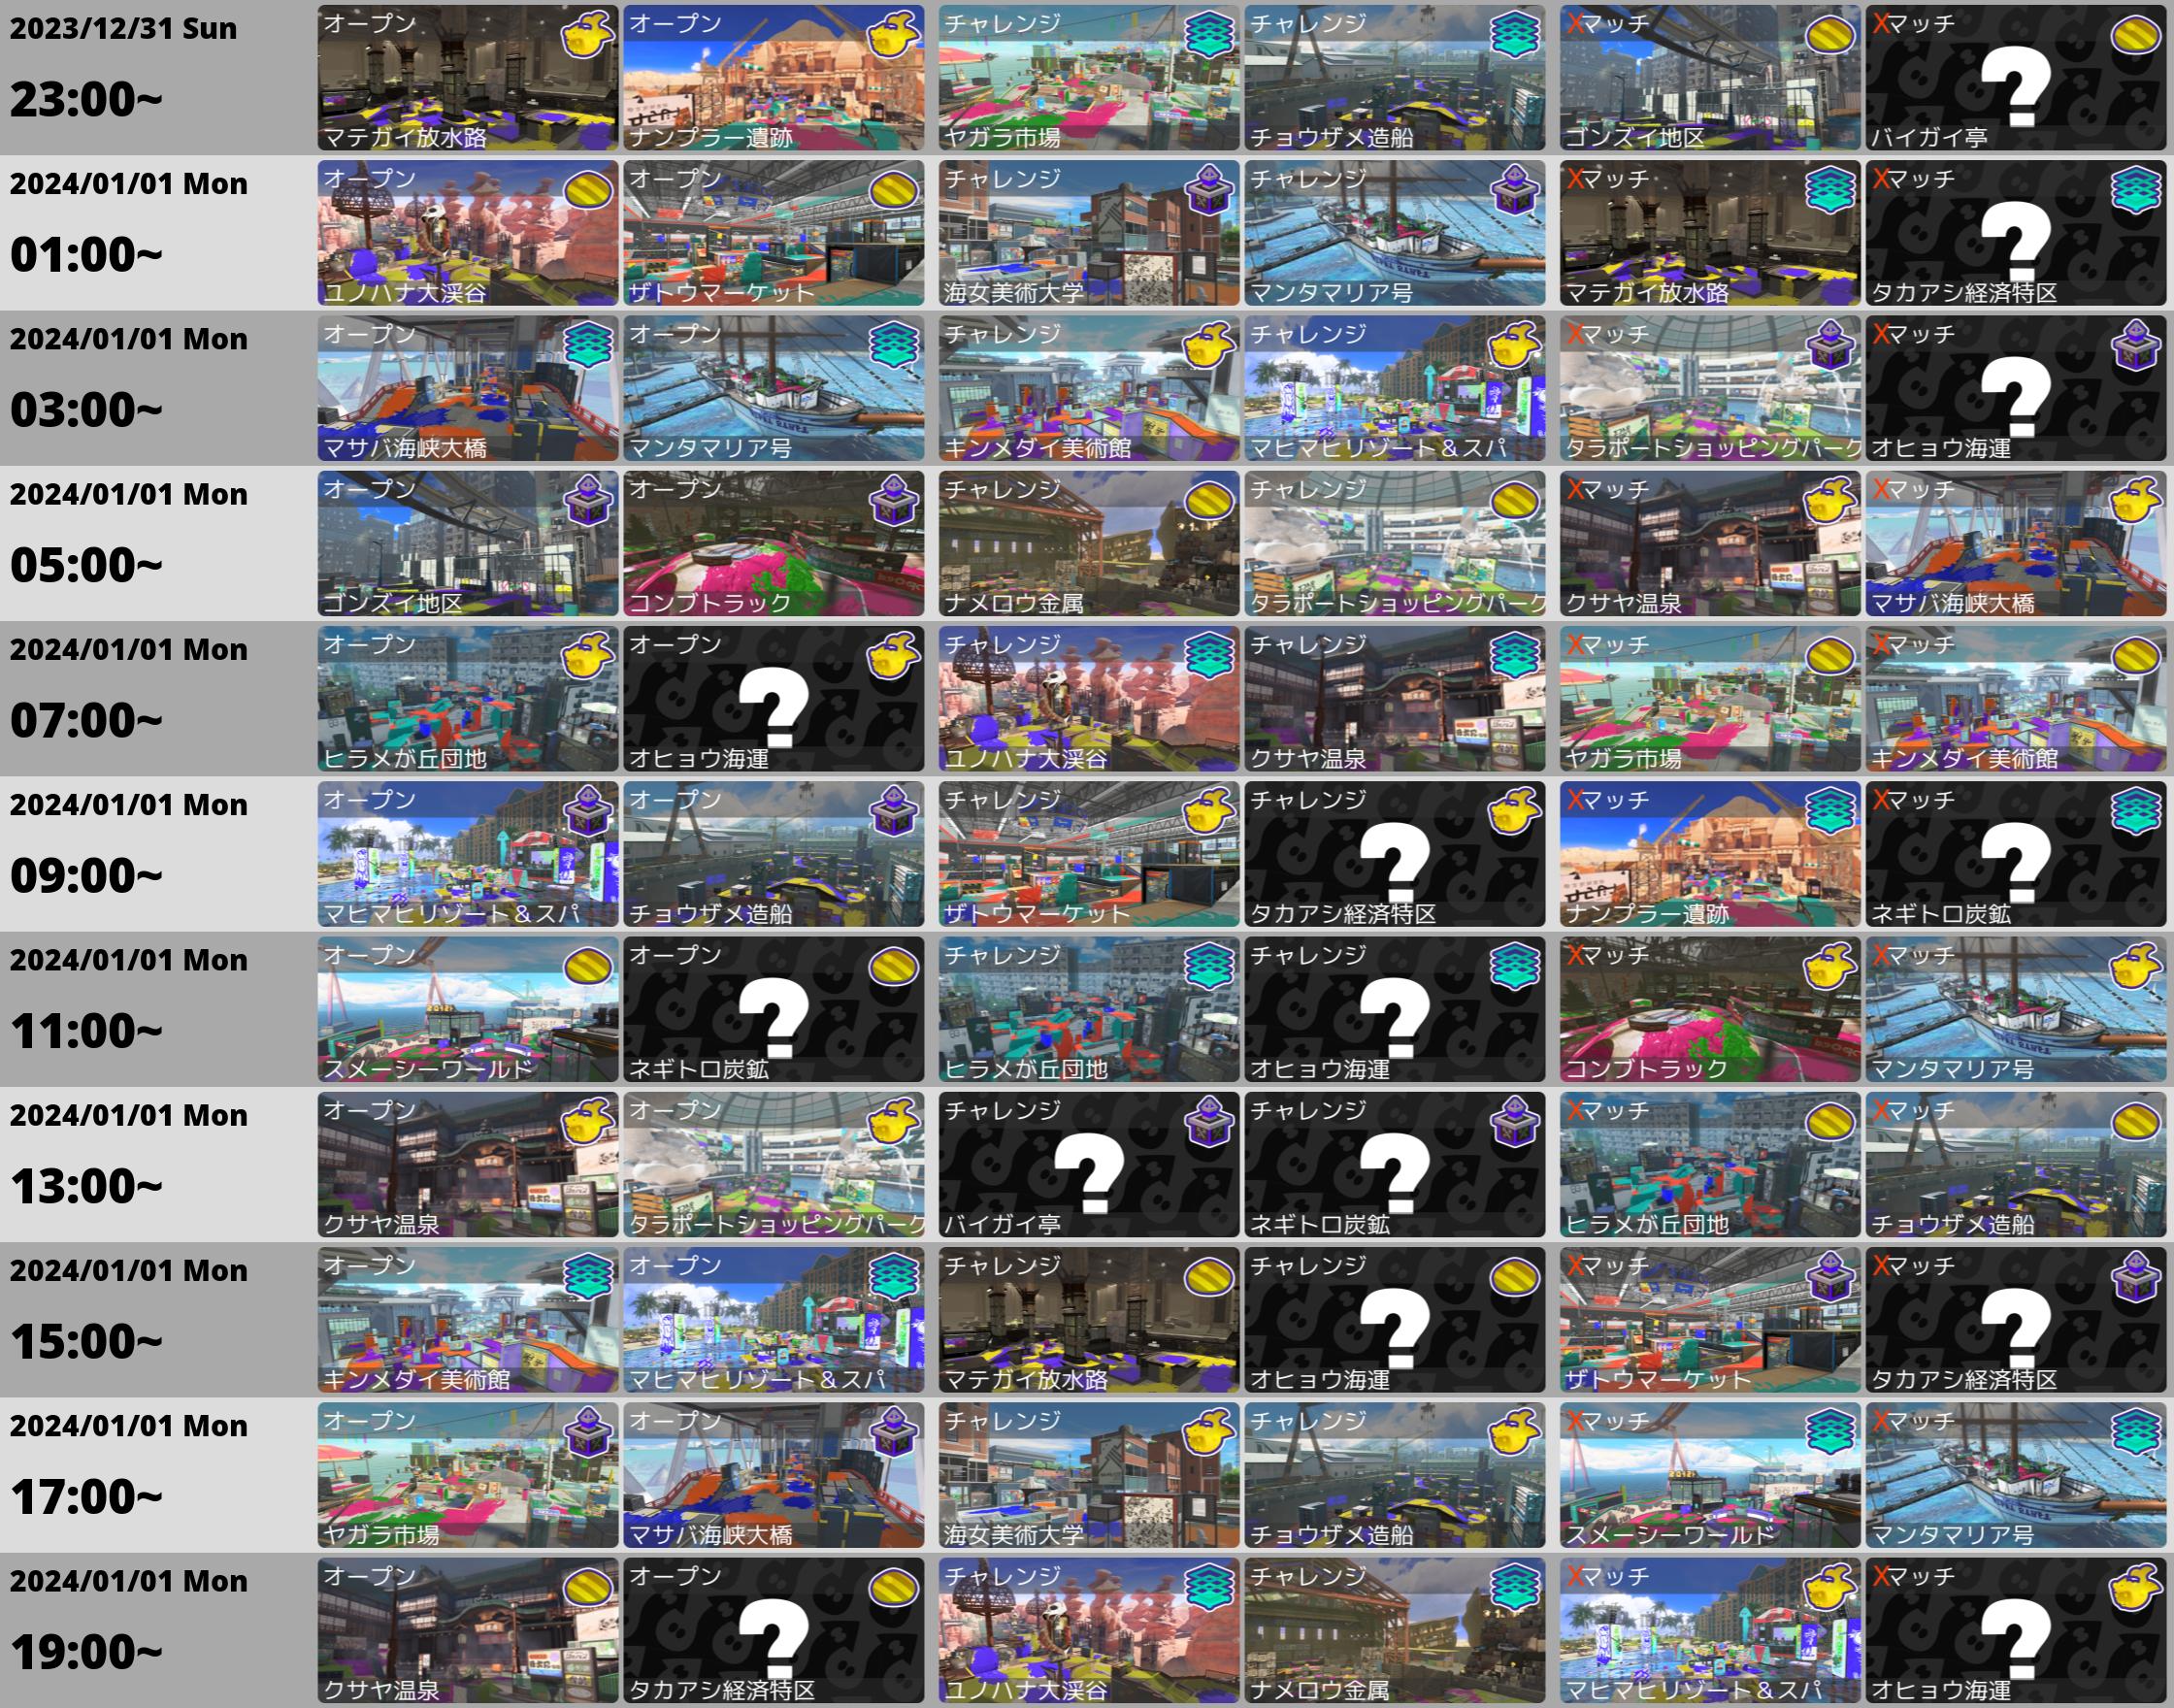 2023/12/31 Sun
23:00~
オープン
マテガイ放水路
オープン
ナンプラー遺跡
チャレンジ
ヤガラ市場
チャレンジ
チョウザメ造船
Xマッチ
ゴンズイ地区
Xマッチ
バイガイ亭
2024/01/01 Mon
01:00~
オープン
ユノハナ大渓谷
オープン
ザトウマーケット
チャレンジ
海女美術大学
チャレンジ
マンタマリア号
Xマッチ
マテガイ放水路
Xマッチ
タカアシ経済特区
2024/01/01 Mon
03:00~
オープン
マサバ海峡大橋
オープン
マンタマリア号
チャレンジ
キンメダイ美術館
チャレンジ
マヒマヒリゾート＆スパ
Xマッチ
タラポートショッピングパーク
Xマッチ
オヒョウ海運
2024/01/01 Mon
05:00~
オープン
ゴンズイ地区
オープン
コンブトラック
チャレンジ
ナメロウ金属
チャレンジ
タラポートショッピングパーク
Xマッチ
クサヤ温泉
Xマッチ
マサバ海峡大橋
2024/01/01 Mon
07:00~
オープン
ヒラメが丘団地
オープン
オヒョウ海運
チャレンジ
ユノハナ大渓谷
チャレンジ
クサヤ温泉
Xマッチ
ヤガラ市場
Xマッチ
キンメダイ美術館
2024/01/01 Mon
09:00~
オープン
マヒマヒリゾート＆スパ
オープン
チョウザメ造船
チャレンジ
ザトウマーケット
チャレンジ
タカアシ経済特区
Xマッチ
ナンプラー遺跡
Xマッチ
ネギトロ炭鉱
2024/01/01 Mon
11:00~
オープン
スメーシーワールド
オープン
ネギトロ炭鉱
チャレンジ
ヒラメが丘団地
チャレンジ
オヒョウ海運
Xマッチ
コンブトラック
Xマッチ
マンタマリア号
2024/01/01 Mon
13:00~
オープン
クサヤ温泉
オープン
タラポートショッピングパーク
チャレンジ
バイガイ亭
チャレンジ
ネギトロ炭鉱
Xマッチ
ヒラメが丘団地
Xマッチ
チョウザメ造船
2024/01/01 Mon
15:00~
オープン
キンメダイ美術館
オープン
マヒマヒリゾート＆スパ
チャレンジ
マテガイ放水路
チャレンジ
オヒョウ海運
Xマッチ
ザトウマーケット
Xマッチ
タカアシ経済特区
2024/01/01 Mon
17:00~
オープン
ヤガラ市場
オープン
マサバ海峡大橋
チャレンジ
海女美術大学
チャレンジ
チョウザメ造船
Xマッチ
スメーシーワールド
Xマッチ
マンタマリア号
2024/01/01 Mon
19:00~
オープン
クサヤ温泉
オープン
タカアシ経済特区
チャレンジ
ユノハナ大渓谷
チャレンジ
ナメロウ金属
Xマッチ
マヒマヒリゾート＆スパ
Xマッチ
オヒョウ海運